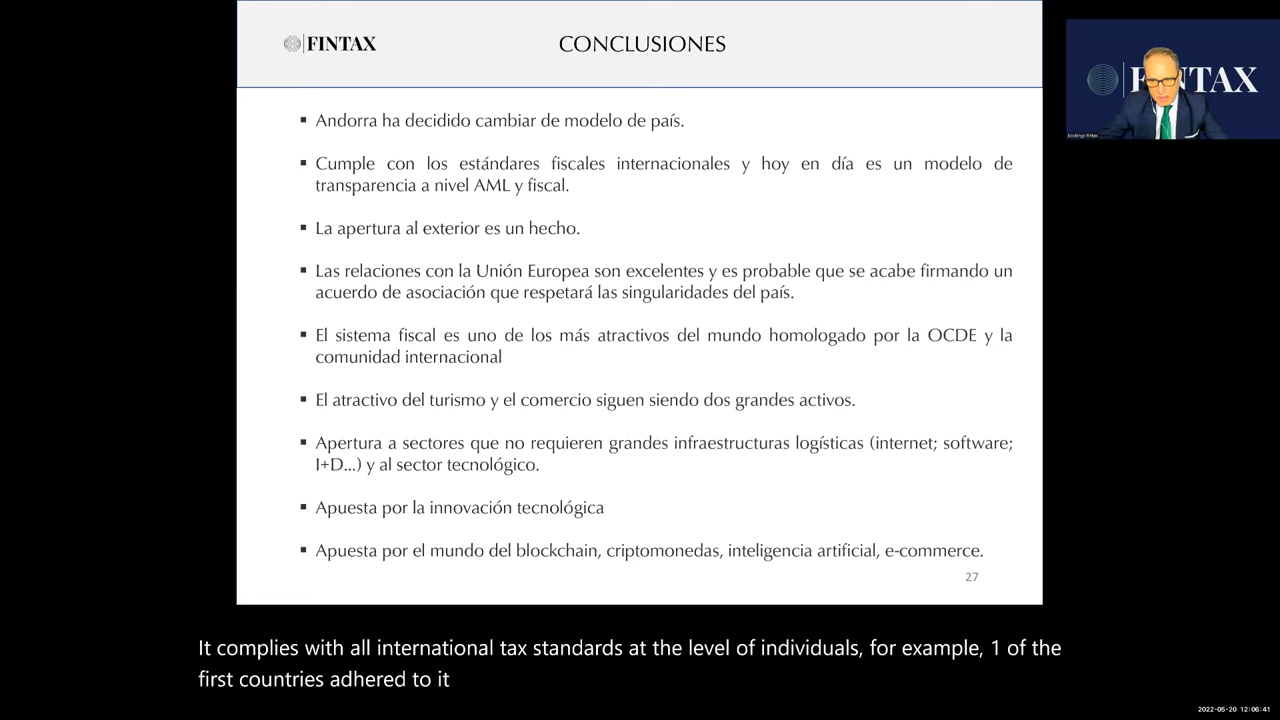 FINTAX
CONCLUSIONES
▪ Andorra ha decidido cambiar de modelo de país.
▪ Cumple con los estándares fiscales internacionales y hoy en día es un modelo de
transparencia a nivel AML y fiscal.
▪ La apertura al exterior es un hecho.
▪ Las relaciones con la Unión Europea son excelentes y es probable que se acabe firmando un
acuerdo de asociación que respetará las singularidades del país.
▪ El sistema fiscal es uno de los más atractivos del mundo homologado por la OCDE y la
comunidad internacional
▪ El atractivo del turismo y el comercio siguen siendo dos grandes activos.
▪ Apertura a sectores que no requieren grandes infraestructuras logísticas (internet; software;
I+D...) y al sector tecnológico.
▪ Apuesta por la innovación tecnológica
▪ Apuesta por el mundo del blockchain, criptomonedas, inteligencia artificial, e-commerce.
27
FINTAX
Bookings Fintax
It complies with all international tax standards at the level of individuals, for example, 1 of the
first countries adhered to it
2022-05-20 12:06:41